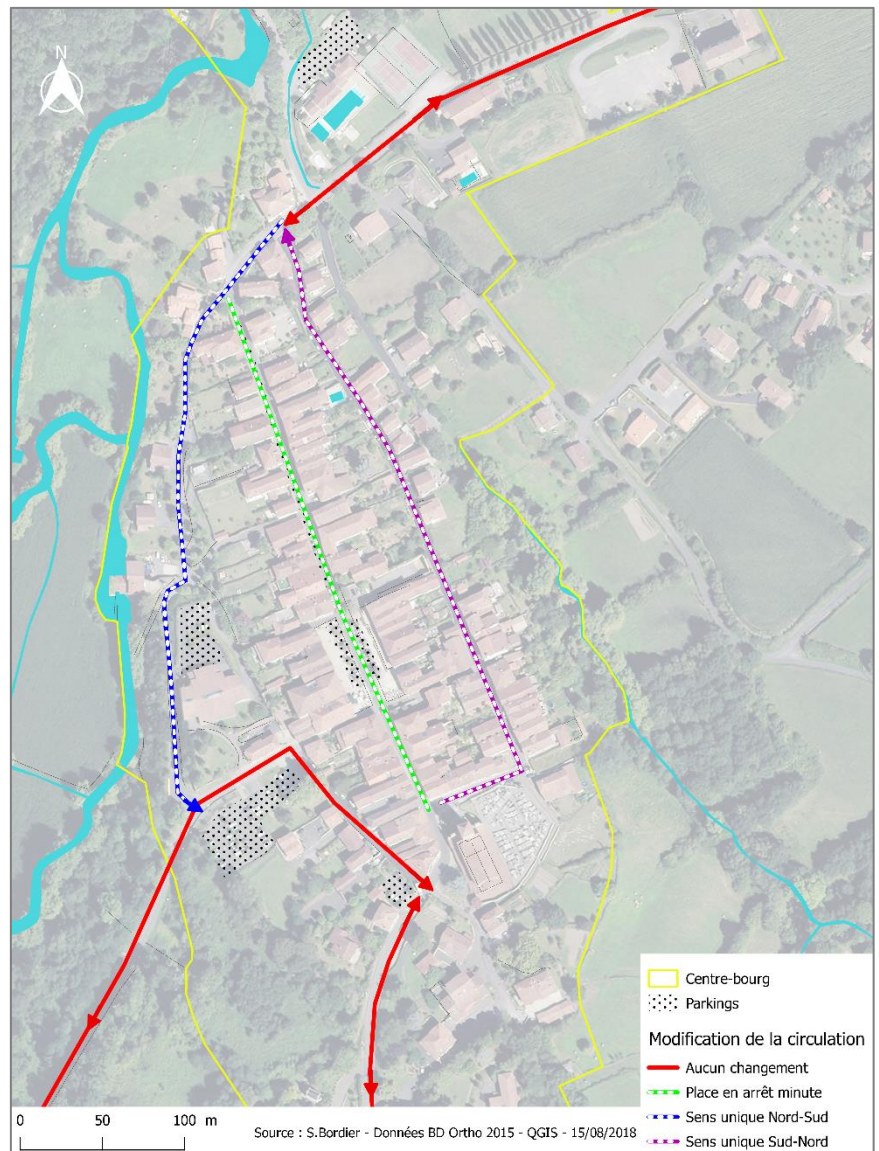 N
Centre-bourg
Parkings
Modification de la circulation
Aucun changement
Place en arrêt minute
Sens unique Nord-Sud
Sens unique Sud-Nord
0 50 100 m
Source : S.Bordier - Données BD Ortho 2015 - QGIS - 15/08/2018